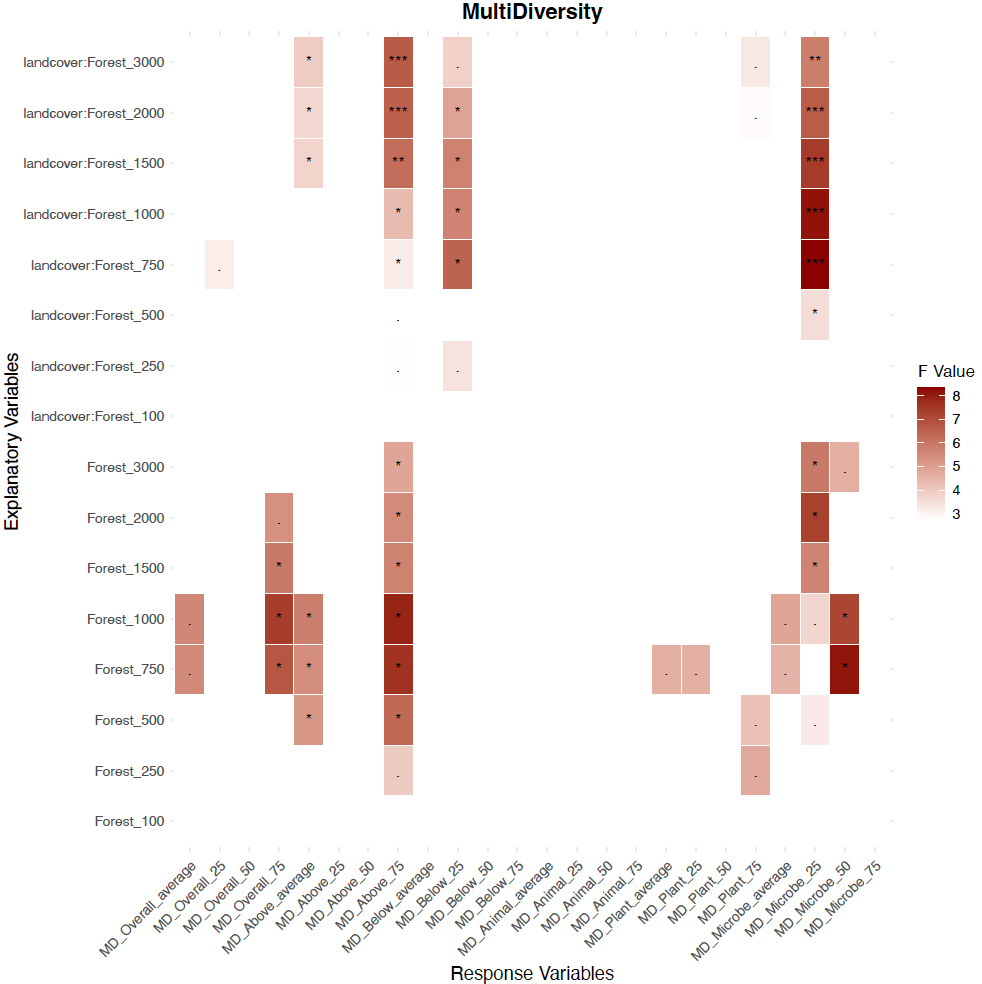 MultiDiversity
Explanatory Variables
landcover:Forest_3000 * *** . . **
landcover:Forest_2000 * *** * . ***
landcover:Forest_1500 * ** * ***
landcover:Forest_1000 * * ***
landcover:Forest_750 . * * ***
landcover:Forest_500 . *
landcover:Forest_250 . .
landcover:Forest_100
Forest_3000 * * .
Forest_2000 . * *
Forest_1500 * * *
Forest_1000 . * * * . . *
Forest_750 . * * * . . . *
Forest_500 * * . .
Forest_250 . .
Forest_100
MD_Overall_average
MD_Overall_25
MD_Overall_50
MD_Overall_75
MD_Above_average
MD_Above_25
MD_Above_50
MD_Above_75
MD_Below_average
MD_Below_25
MD_Below_50
MD_Below_75
MD_Animal_average
MD_Animal_25
MD_Animal_50
MD_Animal_75
MD_Plant_average
MD_Plant_25
MD_Plant_50
MD_Plant_75
MD_Microbe_average
MD_Microbe_25
MD_Microbe_50
MD_Microbe_75
Response Variables
F Value
8
7
6
5
4
3